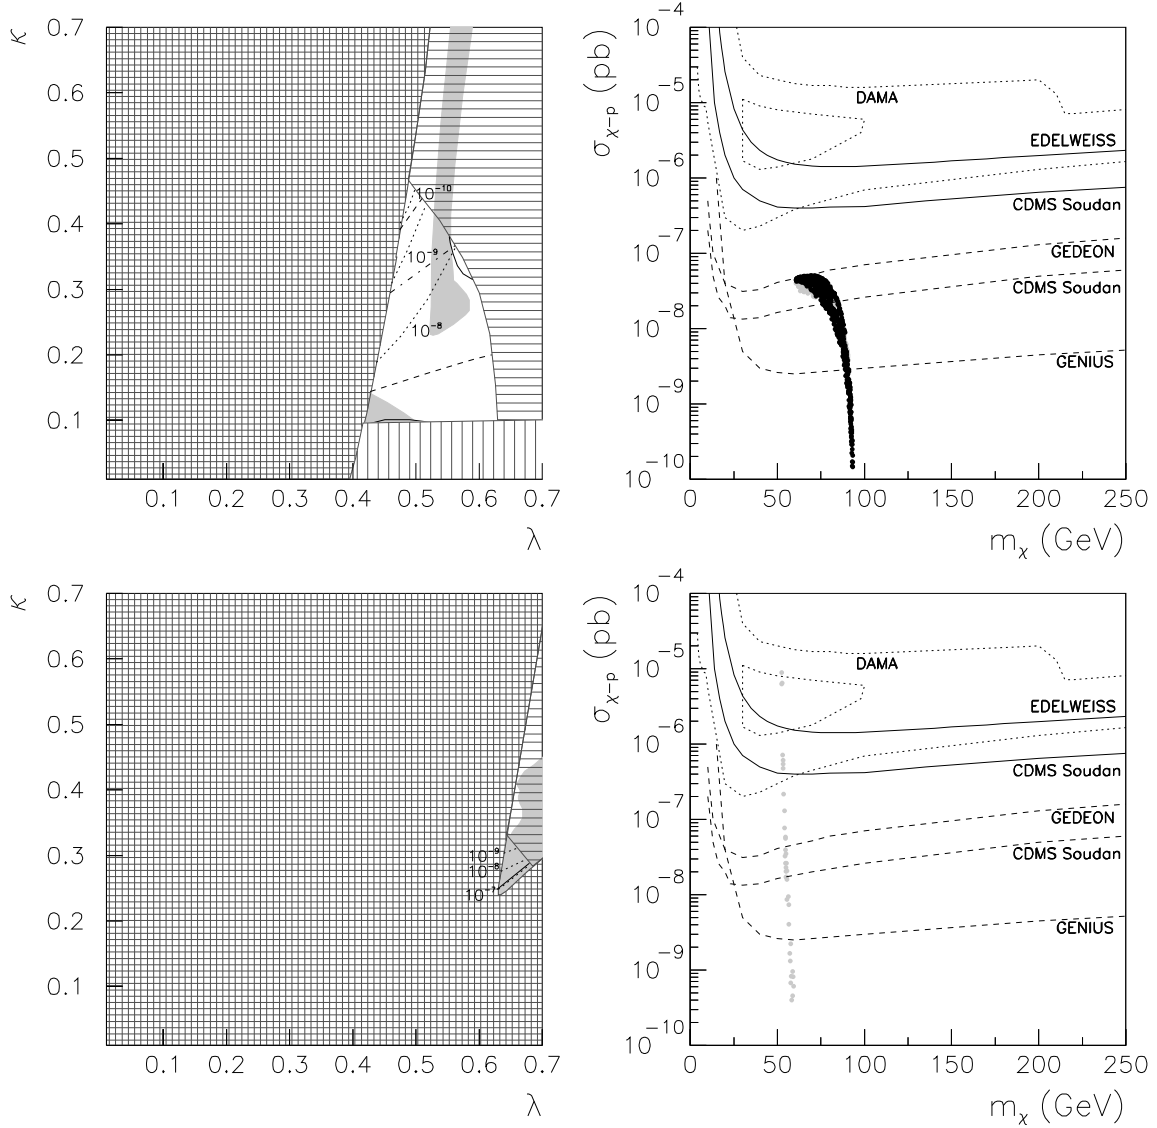 κ
0.7
0.6
0.5
0.4
0.3
0.2
0.1
10⁻¹⁰
10⁻⁹
10⁻⁸
0.1 0.2 0.3 0.4 0.5 0.6 0.7
λ
σχ−p (pb)
10⁻⁴
10⁻⁵
10⁻⁶
10⁻⁷
10⁻⁸
10⁻⁹
10⁻¹⁰
DAMA
EDELWEISS
CDMS Soudan
GEDEON
CDMS Soudan
GENIUS
0 50 100 150 200 250
mχ (GeV)
κ
0.7
0.6
0.5
0.4
0.3
0.2
0.1
10⁻⁹
10⁻⁸
10⁻⁷
0.1 0.2 0.3 0.4 0.5 0.6 0.7
λ
σχ−p (pb)
10⁻⁴
10⁻⁵
10⁻⁶
10⁻⁷
10⁻⁸
10⁻⁹
10⁻¹⁰
DAMA
EDELWEISS
CDMS Soudan
GEDEON
CDMS Soudan
GENIUS
0 50 100 150 200 250
mχ (GeV)